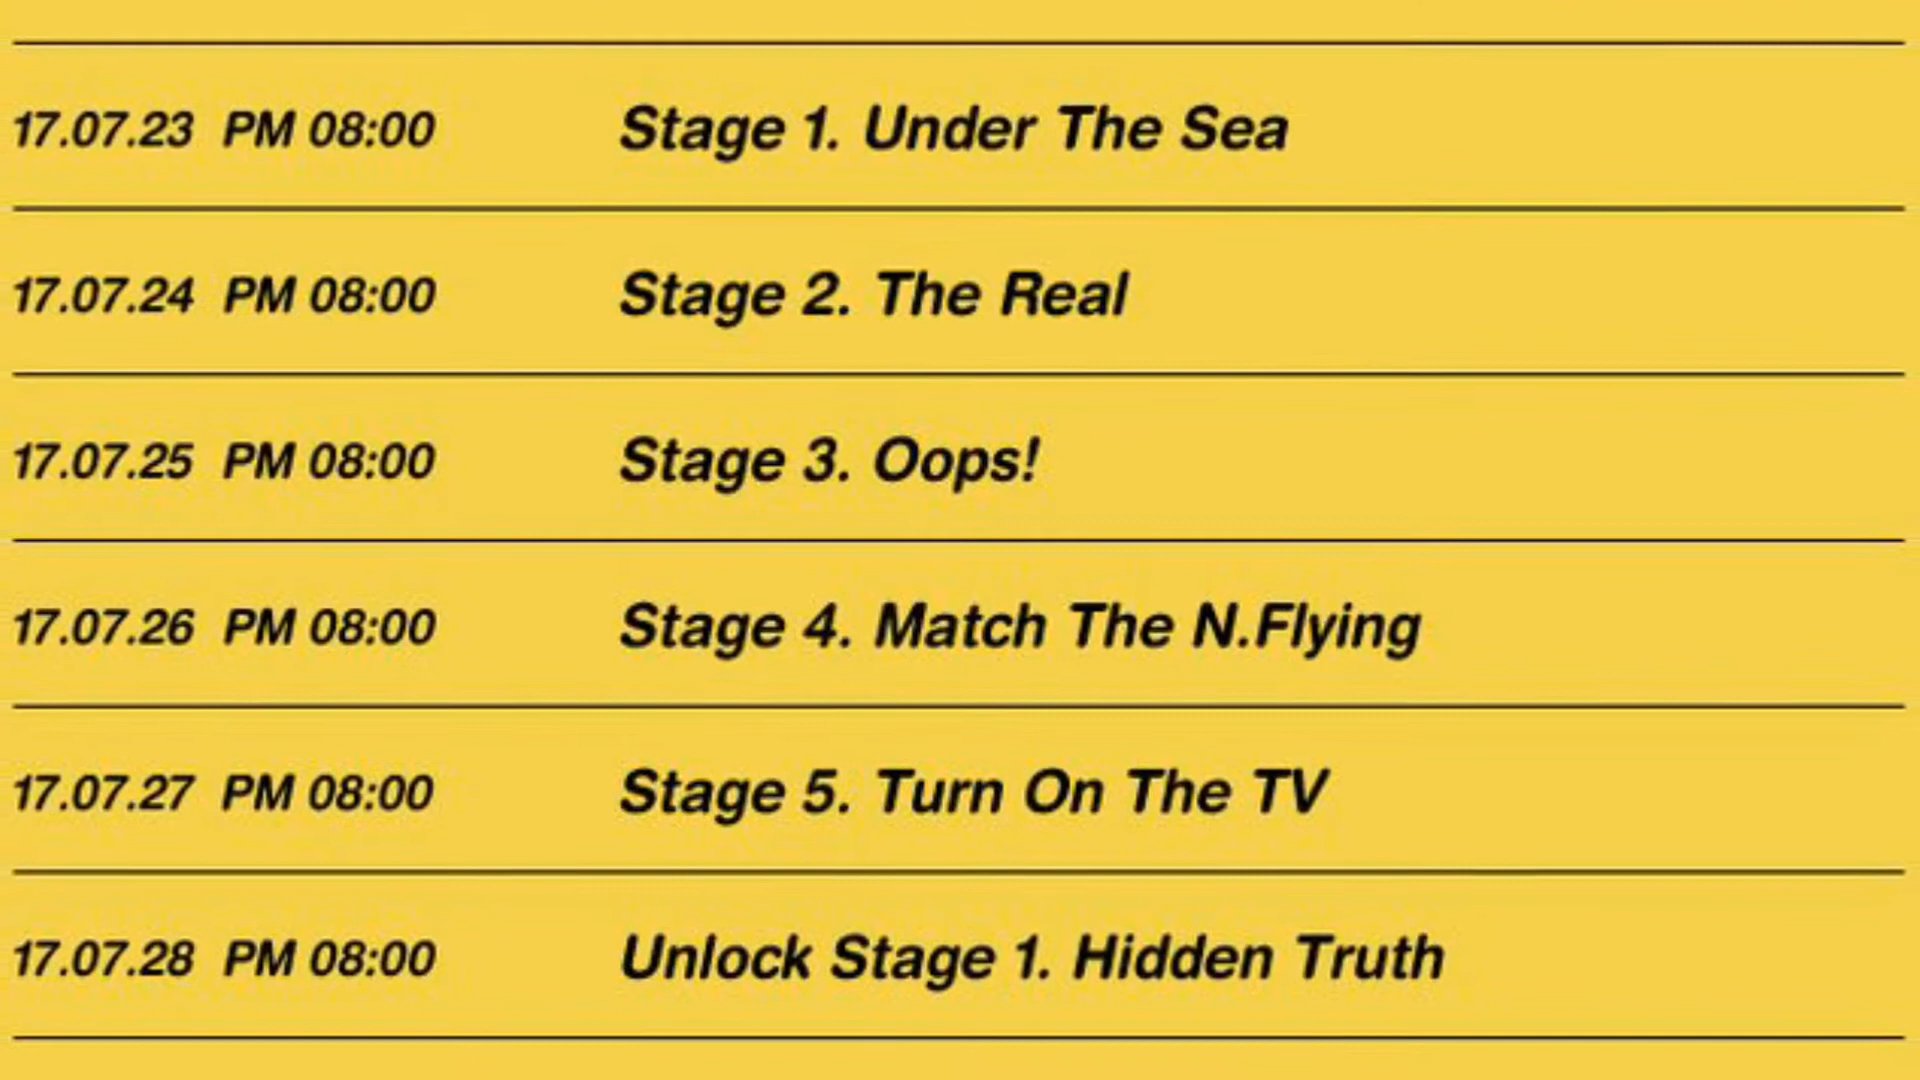 17.07.23 PM 08:00 Stage 1. Under The Sea
17.07.24 PM 08:00 Stage 2. The Real
17.07.25 PM 08:00 Stage 3. Oops!
17.07.26 PM 08:00 Stage 4. Match The N.Flying
17.07.27 PM 08:00 Stage 5. Turn On The TV
17.07.28 PM 08:00 Unlock Stage 1. Hidden Truth